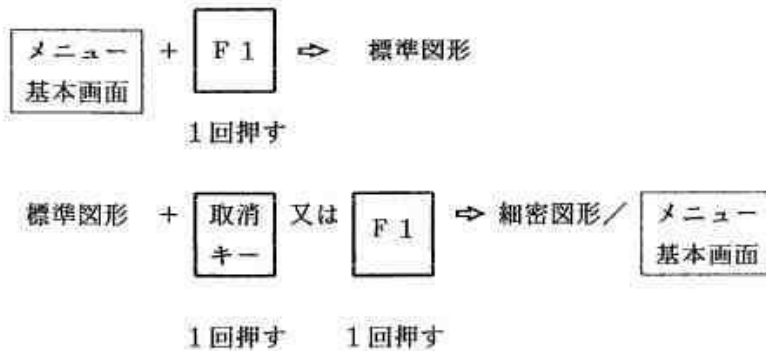 メニュー
基本画面
+ F1 ⇨ 標準図形
1回押す
標準図形 + 取消
キー
又は F1 ⇨ 細密図形／ メニュー
基本画面
1回押す 1回押す